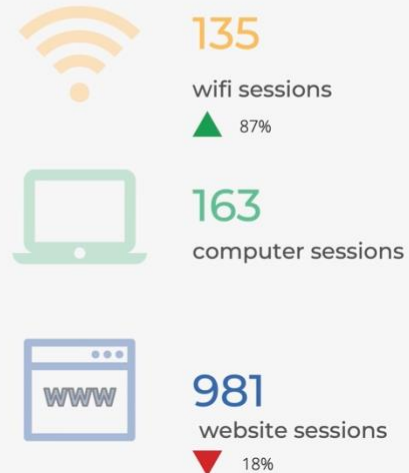 135
wifi sessions
87%
163
computer sessions
www
981
website sessions
18%